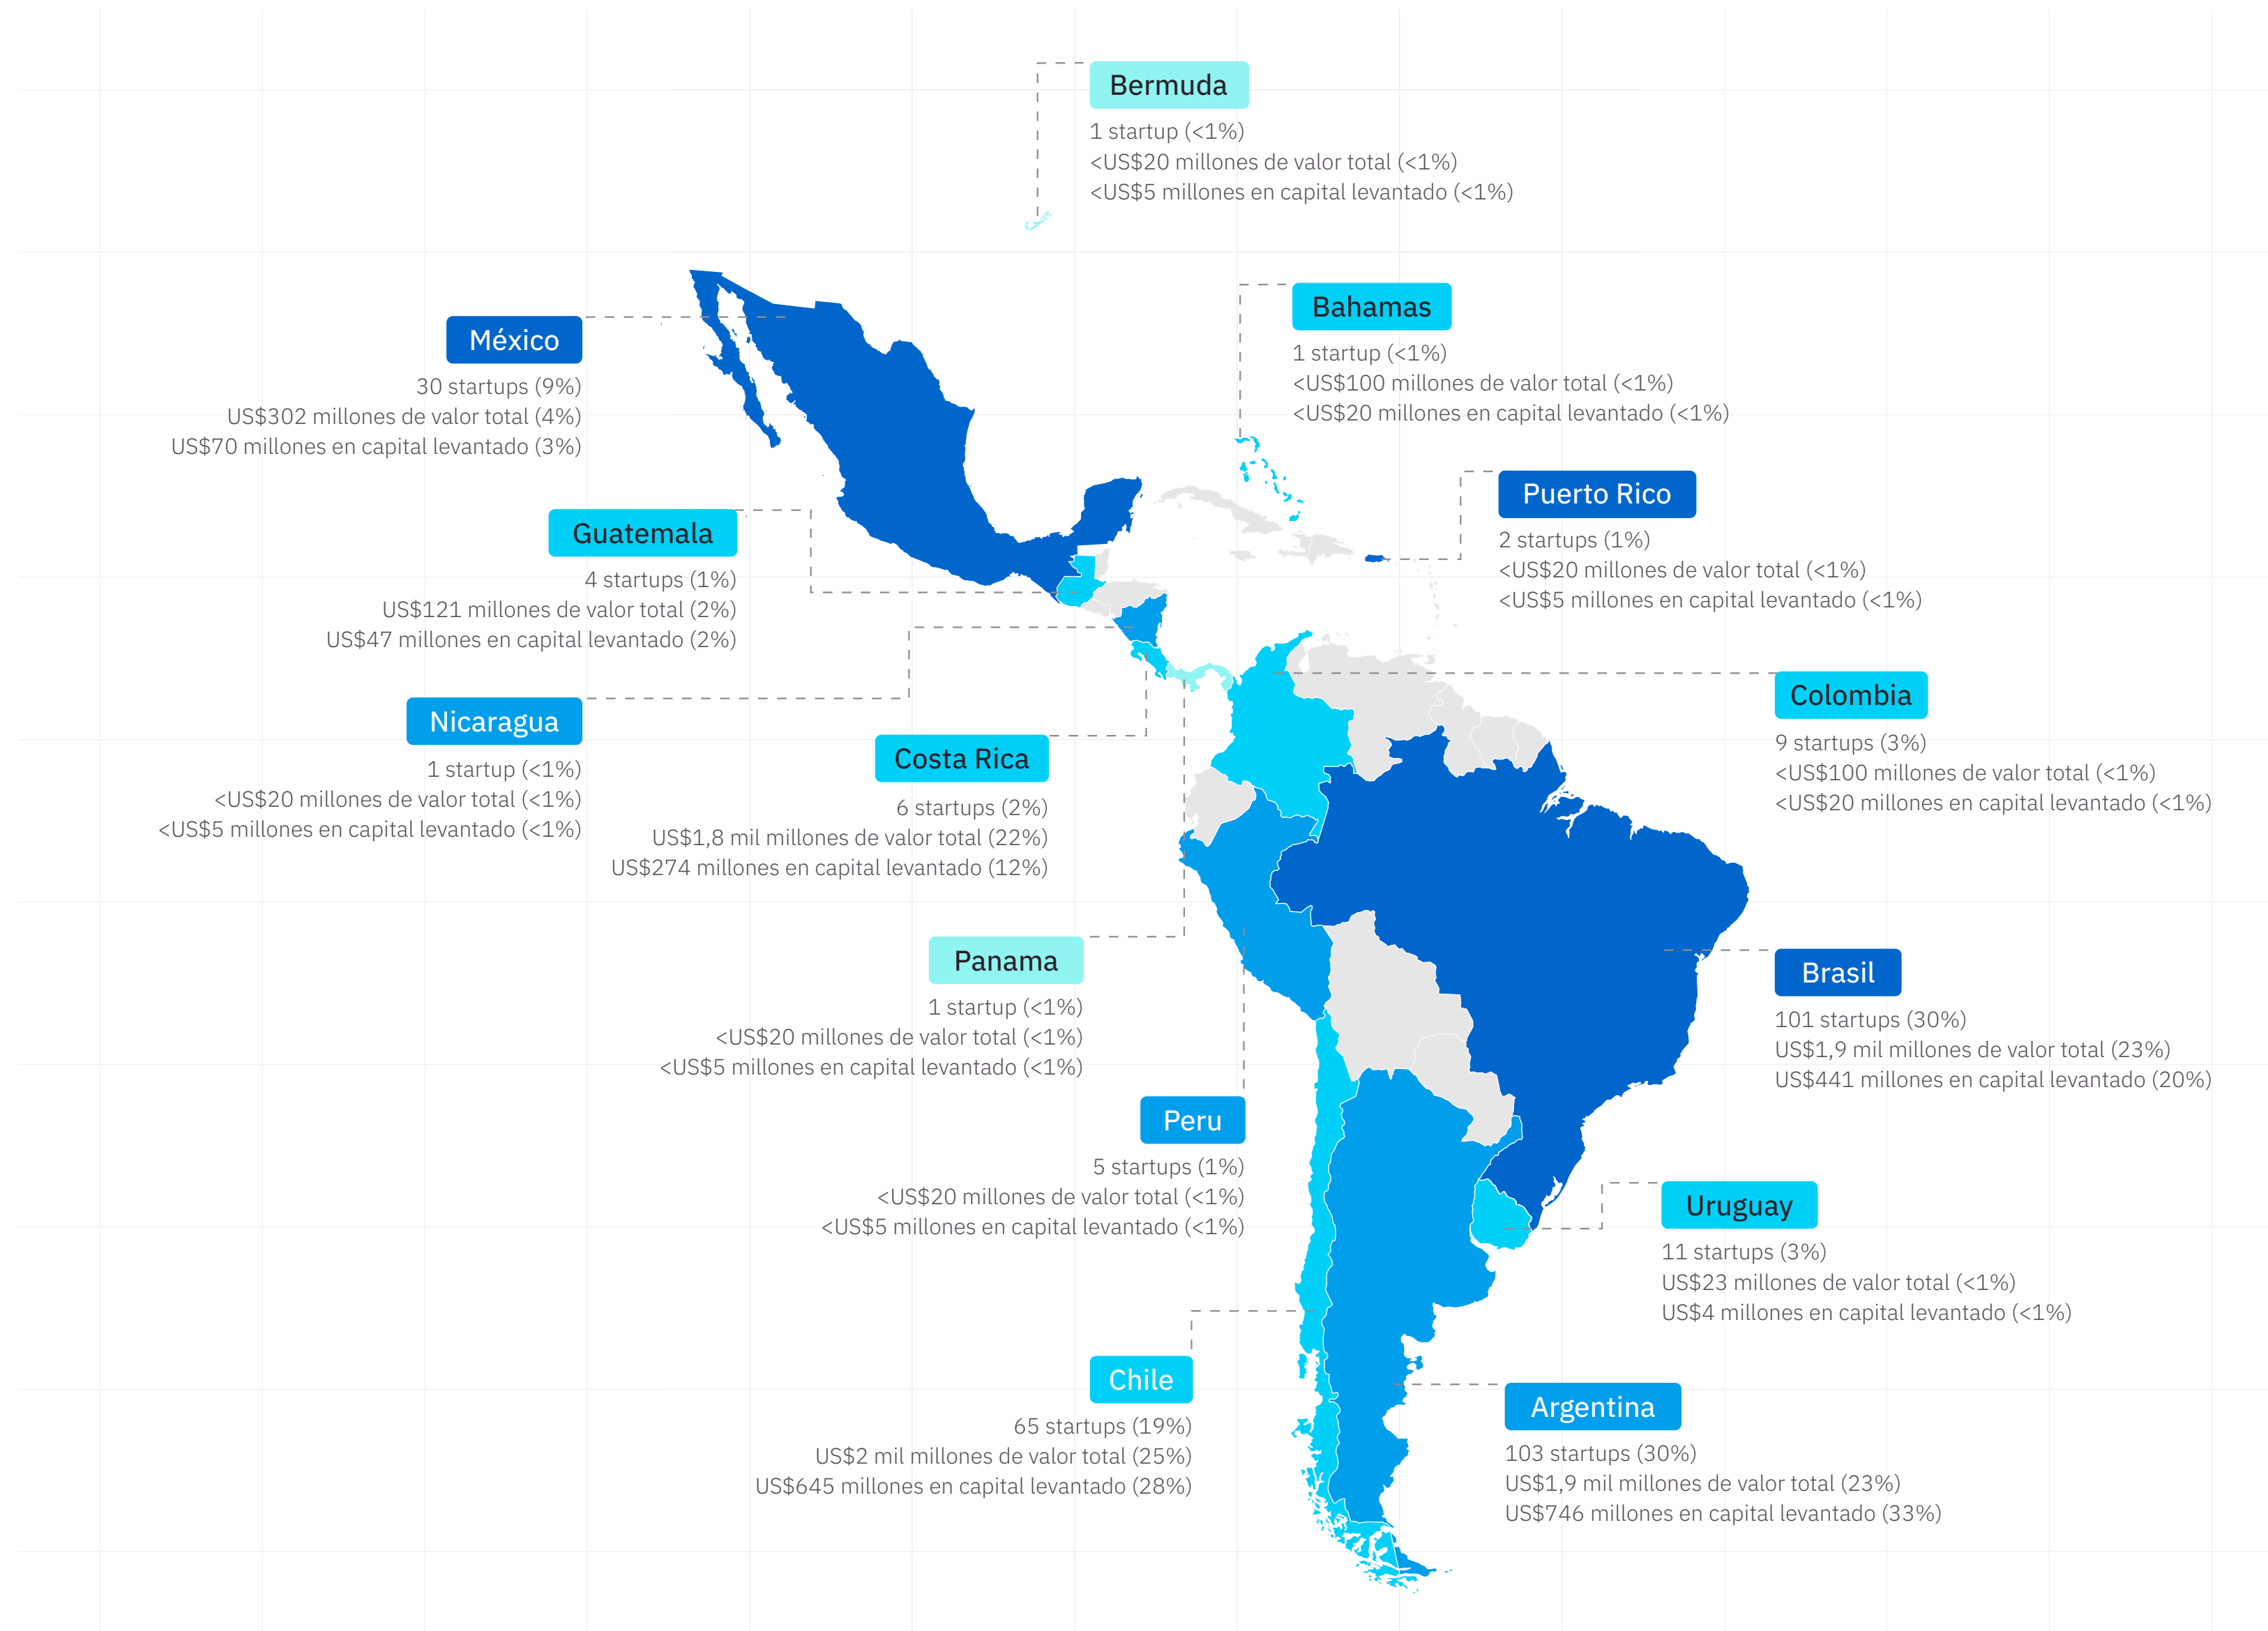 Bermuda
1 startup (<1%)
<US$20 millones de valor total (<1%)
<US$5 millones en capital levantado (<1%)
Bahamas
1 startup (<1%)
<US$100 millones de valor total (<1%)
<US$20 millones en capital levantado (<1%)
México
30 startups (9%)
US$302 millones de valor total (4%)
US$70 millones en capital levantado (3%)
Puerto Rico
2 startups (1%)
<US$20 millones de valor total (<1%)
<US$5 millones en capital levantado (<1%)
Guatemala
4 startups (1%)
US$121 millones de valor total (2%)
US$47 millones en capital levantado (2%)
Colombia
9 startups (3%)
<US$100 millones de valor total (<1%)
<US$20 millones en capital levantado (<1%)
Nicaragua
1 startup (<1%)
<US$20 millones de valor total (<1%)
<US$5 millones en capital levantado (<1%)
Costa Rica
6 startups (2%)
US$1,8 mil millones de valor total (22%)
US$274 millones en capital levantado (12%)
Panama
1 startup (<1%)
<US$20 millones de valor total (<1%)
<US$5 millones en capital levantado (<1%)
Brasil
101 startups (30%)
US$1,9 mil millones de valor total (23%)
US$441 millones en capital levantado (20%)
Peru
5 startups (1%)
<US$20 millones de valor total (<1%)
<US$5 millones en capital levantado (<1%)
Uruguay
11 startups (3%)
US$23 millones de valor total (<1%)
US$4 millones en capital levantado (<1%)
Chile
65 startups (19%)
US$2 mil millones de valor total (25%)
US$645 millones en capital levantado (28%)
Argentina
103 startups (30%)
US$1,9 mil millones de valor total (23%)
US$746 millones en capital levantado (33%)